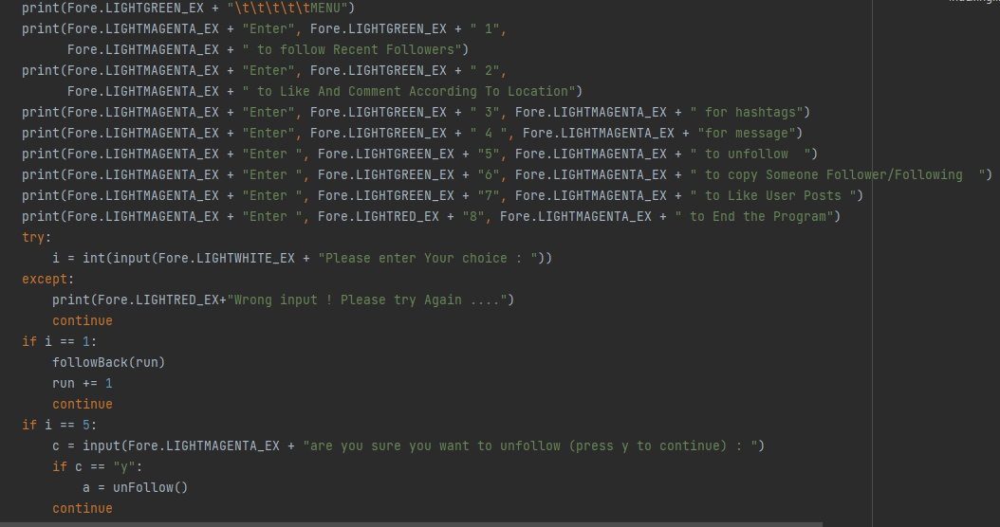 print(Fore.LIGHTGREEN_EX + "\t\t\t\t\tMENU")
print(Fore.LIGHTMAGENTA_EX + "Enter", Fore.LIGHTGREEN_EX + " 1",
      Fore.LIGHTMAGENTA_EX + " to follow Recent Followers")
print(Fore.LIGHTMAGENTA_EX + "Enter", Fore.LIGHTGREEN_EX + " 2",
      Fore.LIGHTMAGENTA_EX + " to Like And Comment According To Location")
print(Fore.LIGHTMAGENTA_EX + "Enter", Fore.LIGHTGREEN_EX + " 3", Fore.LIGHTMAGENTA_EX + " for hashtags")
print(Fore.LIGHTMAGENTA_EX + "Enter", Fore.LIGHTGREEN_EX + " 4 ", Fore.LIGHTMAGENTA_EX + "for message")
print(Fore.LIGHTMAGENTA_EX + "Enter ", Fore.LIGHTGREEN_EX + "5", Fore.LIGHTMAGENTA_EX + " to unfollow  ")
print(Fore.LIGHTMAGENTA_EX + "Enter ", Fore.LIGHTGREEN_EX + "6", Fore.LIGHTMAGENTA_EX + " to copy Someone Follower/Following  ")
print(Fore.LIGHTMAGENTA_EX + "Enter ", Fore.LIGHTGREEN_EX + "7", Fore.LIGHTMAGENTA_EX + " to Like User Posts ")
print(Fore.LIGHTMAGENTA_EX + "Enter ", Fore.LIGHTRED_EX + "8", Fore.LIGHTMAGENTA_EX + " to End the Program")
try:
    i = int(input(Fore.LIGHTWHITE_EX + "Please enter Your choice : "))
except:
    print(Fore.LIGHTRED_EX+"Wrong input ! Please try Again ....")
    continue
if i == 1:
    followBack(run)
    run += 1
    continue
if i == 5:
    c = input(Fore.LIGHTMAGENTA_EX + "are you sure you want to unfollow (press y to continue) : ")
    if c == "y":
        a = unFollow()
    continue